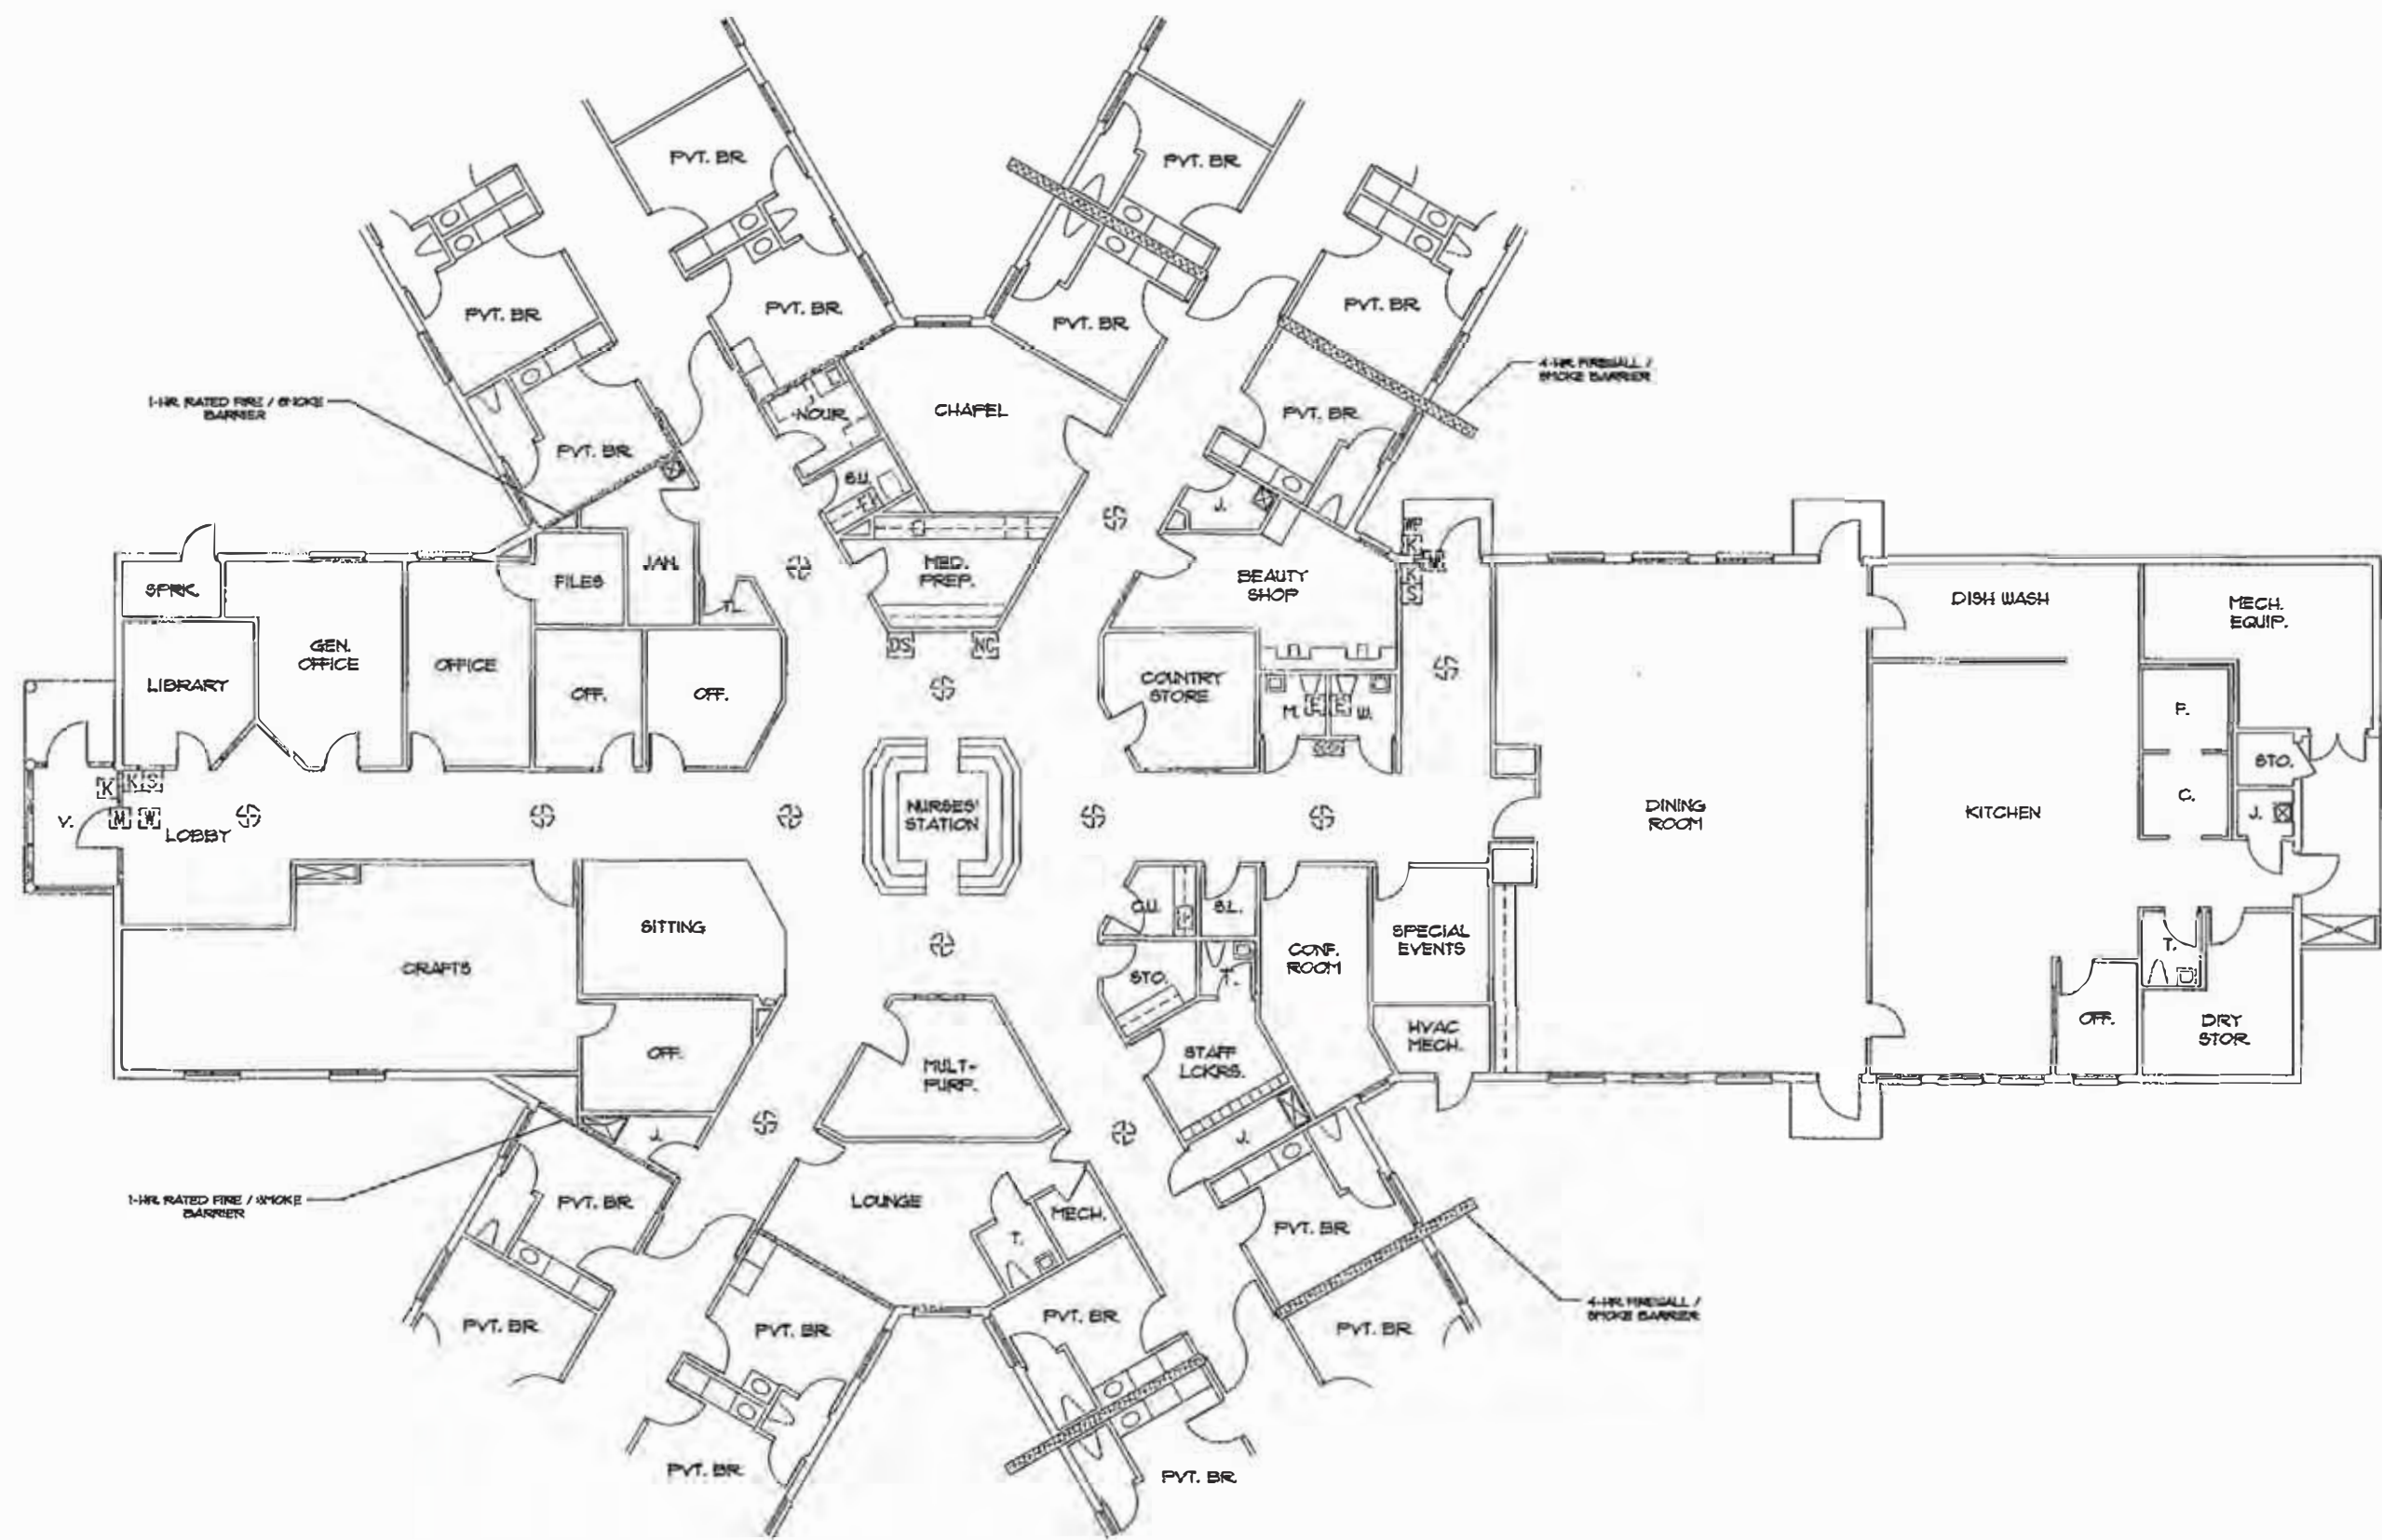 PVT. BR.
PVT. BR.
PVT. BR.
PVT. BR.
PVT. BR.
PVT. BR.
PVT. BR.
4-HR. FIREWALL /
SMOKE BARRIER
1-HR. RATED FIRE / SMOKE
BARRIER
NOUR.
CHAPEL
PVT. BR.
PVT. BR.
S.U.
J.
WP
K
M
K
S
SPRK.
FILES
JAN.
T.
MED.
PREP.
BEAUTY
SHOP
DISH WASH
MECH.
EQUIP.
LIBRARY
GEN.
OFFICE
OFFICE
OFF.
OFF.
DS
NC
COUNTRY
STORE
M.
E
E
W.
F.
STO.
K
K
S
V.
M
W
LOBBY
NURSES'
STATION
DINING
ROOM
KITCHEN
C.
J.
SITTING
C.U.
S.L.
CRAFTS
STO.
T.
CONF.
ROOM
SPECIAL
EVENTS
T.
OFF.
MULTI-
PURP.
STAFF
LCKRS.
HVAC
MECH.
OFF.
DRY
STOR.
J.
J.
1-HR. RATED FIRE / SMOKE
BARRIER
PVT. BR.
LOUNGE
T.
MECH.
PVT. BR.
4-HR. FIREWALL /
SMOKE BARRIER
PVT. BR.
PVT. BR.
PVT. BR.
PVT. BR.
PVT. BR.
PVT. BR.